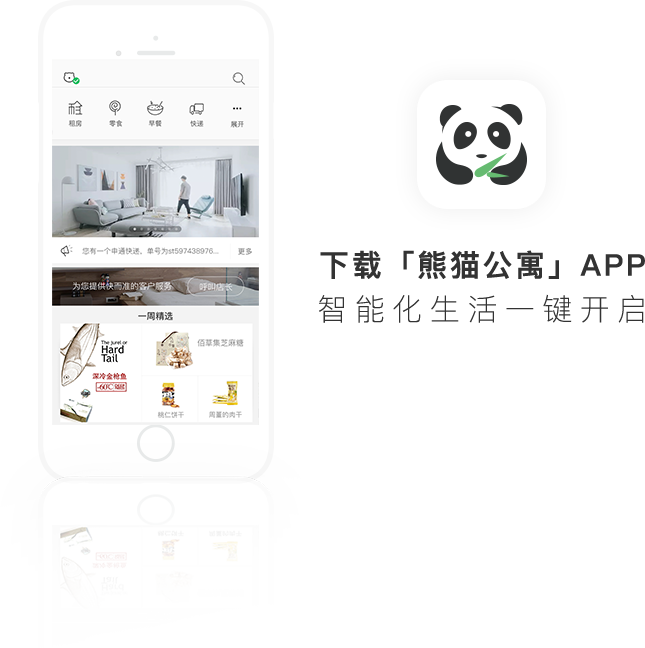 租房 零食 早餐 快递 展开
您有一个申通快递，单号为st597438976... 更多
为您提供快而准的客户服务 呼叫店长
一周精选
The Jurel or
Hard
Tail
深冷金枪鱼
佰草集芝麻糖
桃仁饼干
周蔓的肉干
下载「熊猫公寓」APP
智能化生活一键开启